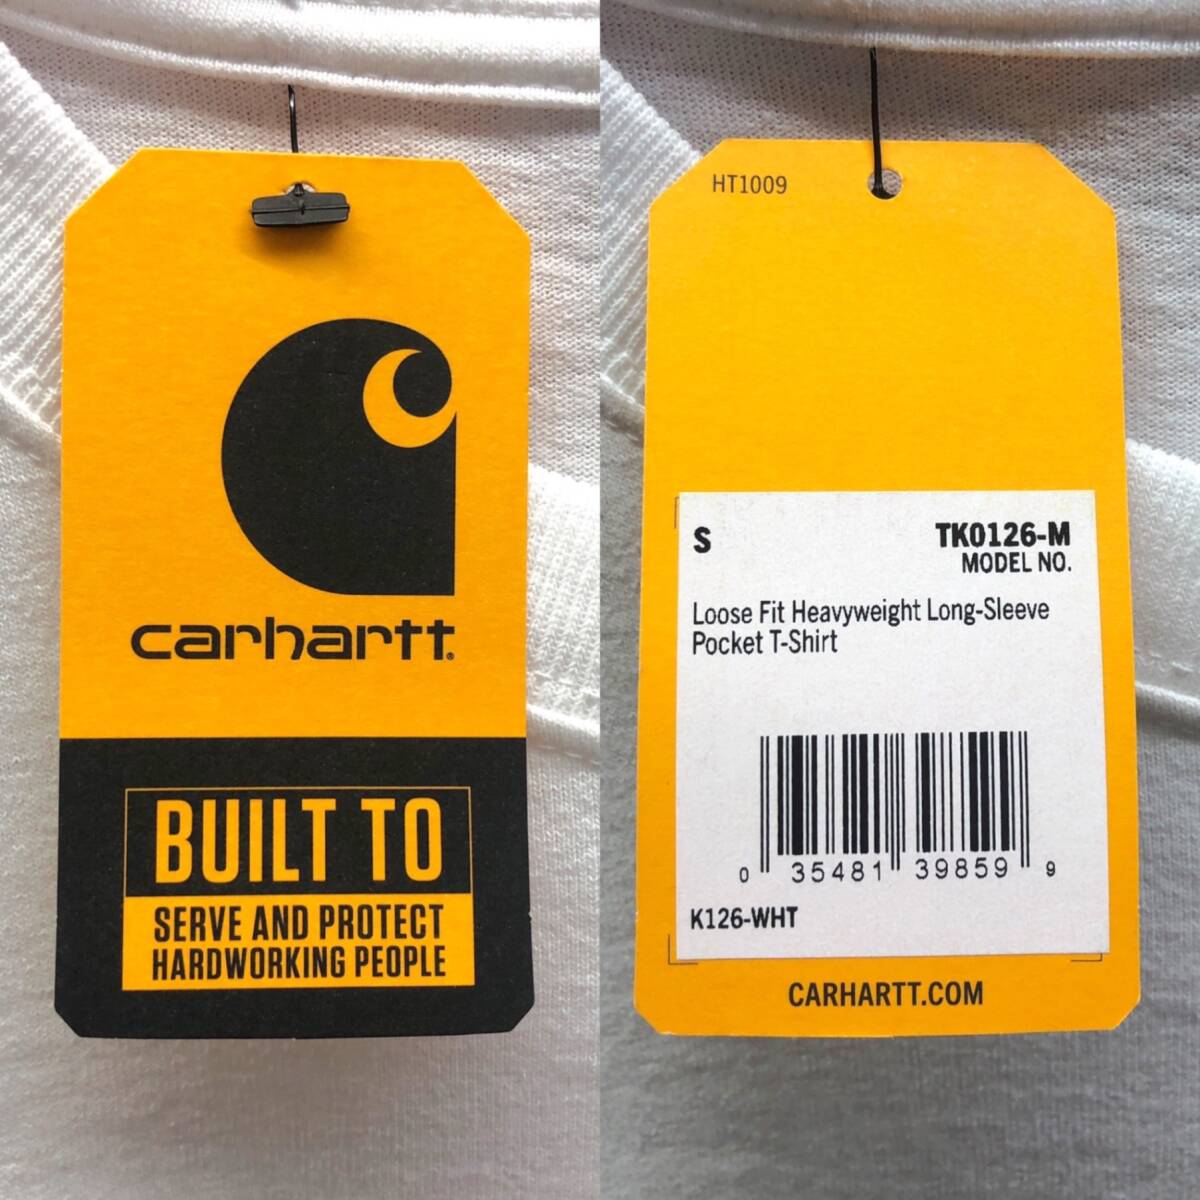 carhartt.
BUILT TO
SERVE AND PROTECT
HARDWORKING PEOPLE
HT1009
S
TK0126-M
MODEL NO.
Loose Fit Heavyweight Long-Sleeve
Pocket T-Shirt
0 35481 39859 9
K126-WHT
CARHARTT.COM